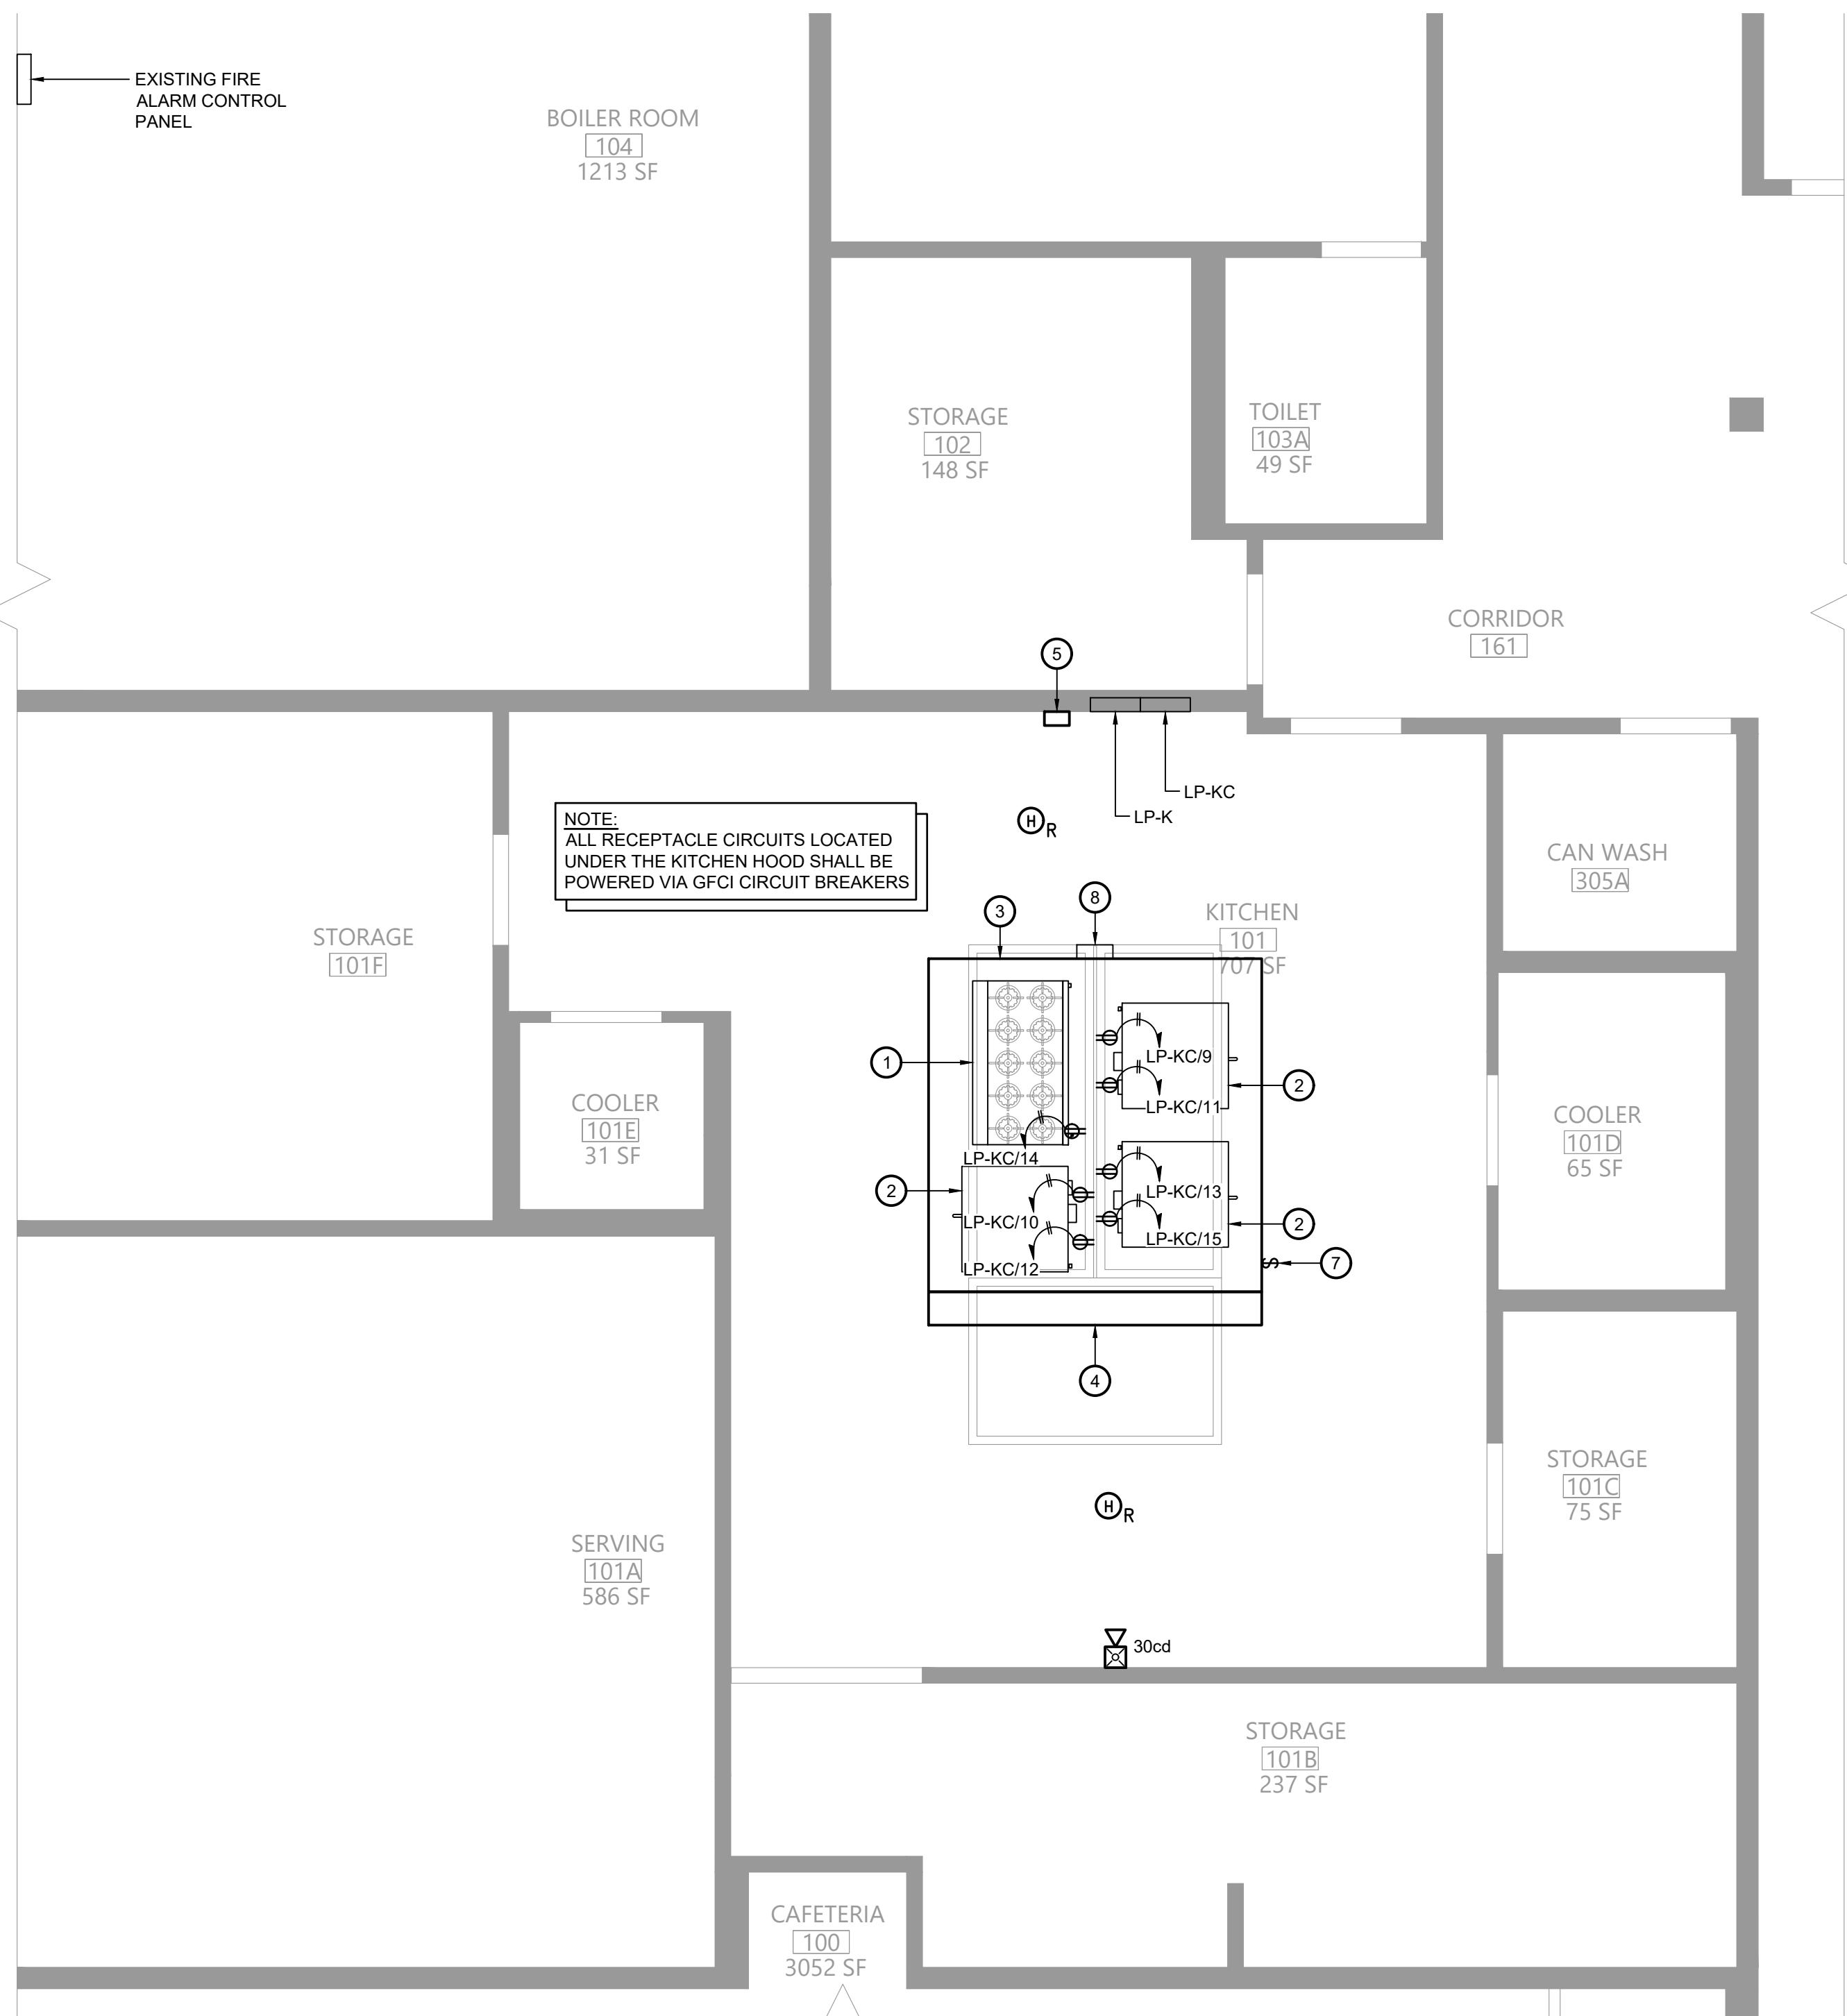 EXISTING FIRE
ALARM CONTROL
PANEL
BOILER ROOM
104
1213 SF
STORAGE
102
148 SF
TOILET
103A
49 SF
CORRIDOR
161
5
LP-KC
LP-K
H R
NOTE:
ALL RECEPTACLE CIRCUITS LOCATED
UNDER THE KITCHEN HOOD SHALL BE
POWERED VIA GFCI CIRCUIT BREAKERS
CAN WASH
305A
STORAGE
101F
3
8
KITCHEN
101
707 SF
1
LP-KC/9
2
LP-KC/11
COOLER
101E
31 SF
COOLER
101D
65 SF
LP-KC/14
2
LP-KC/13
LP-KC/10
2
LP-KC/15
LP-KC/12
S
7
4
STORAGE
101C
75 SF
H R
SERVING
101A
586 SF
30cd
STORAGE
101B
237 SF
CAFETERIA
100
3052 SF